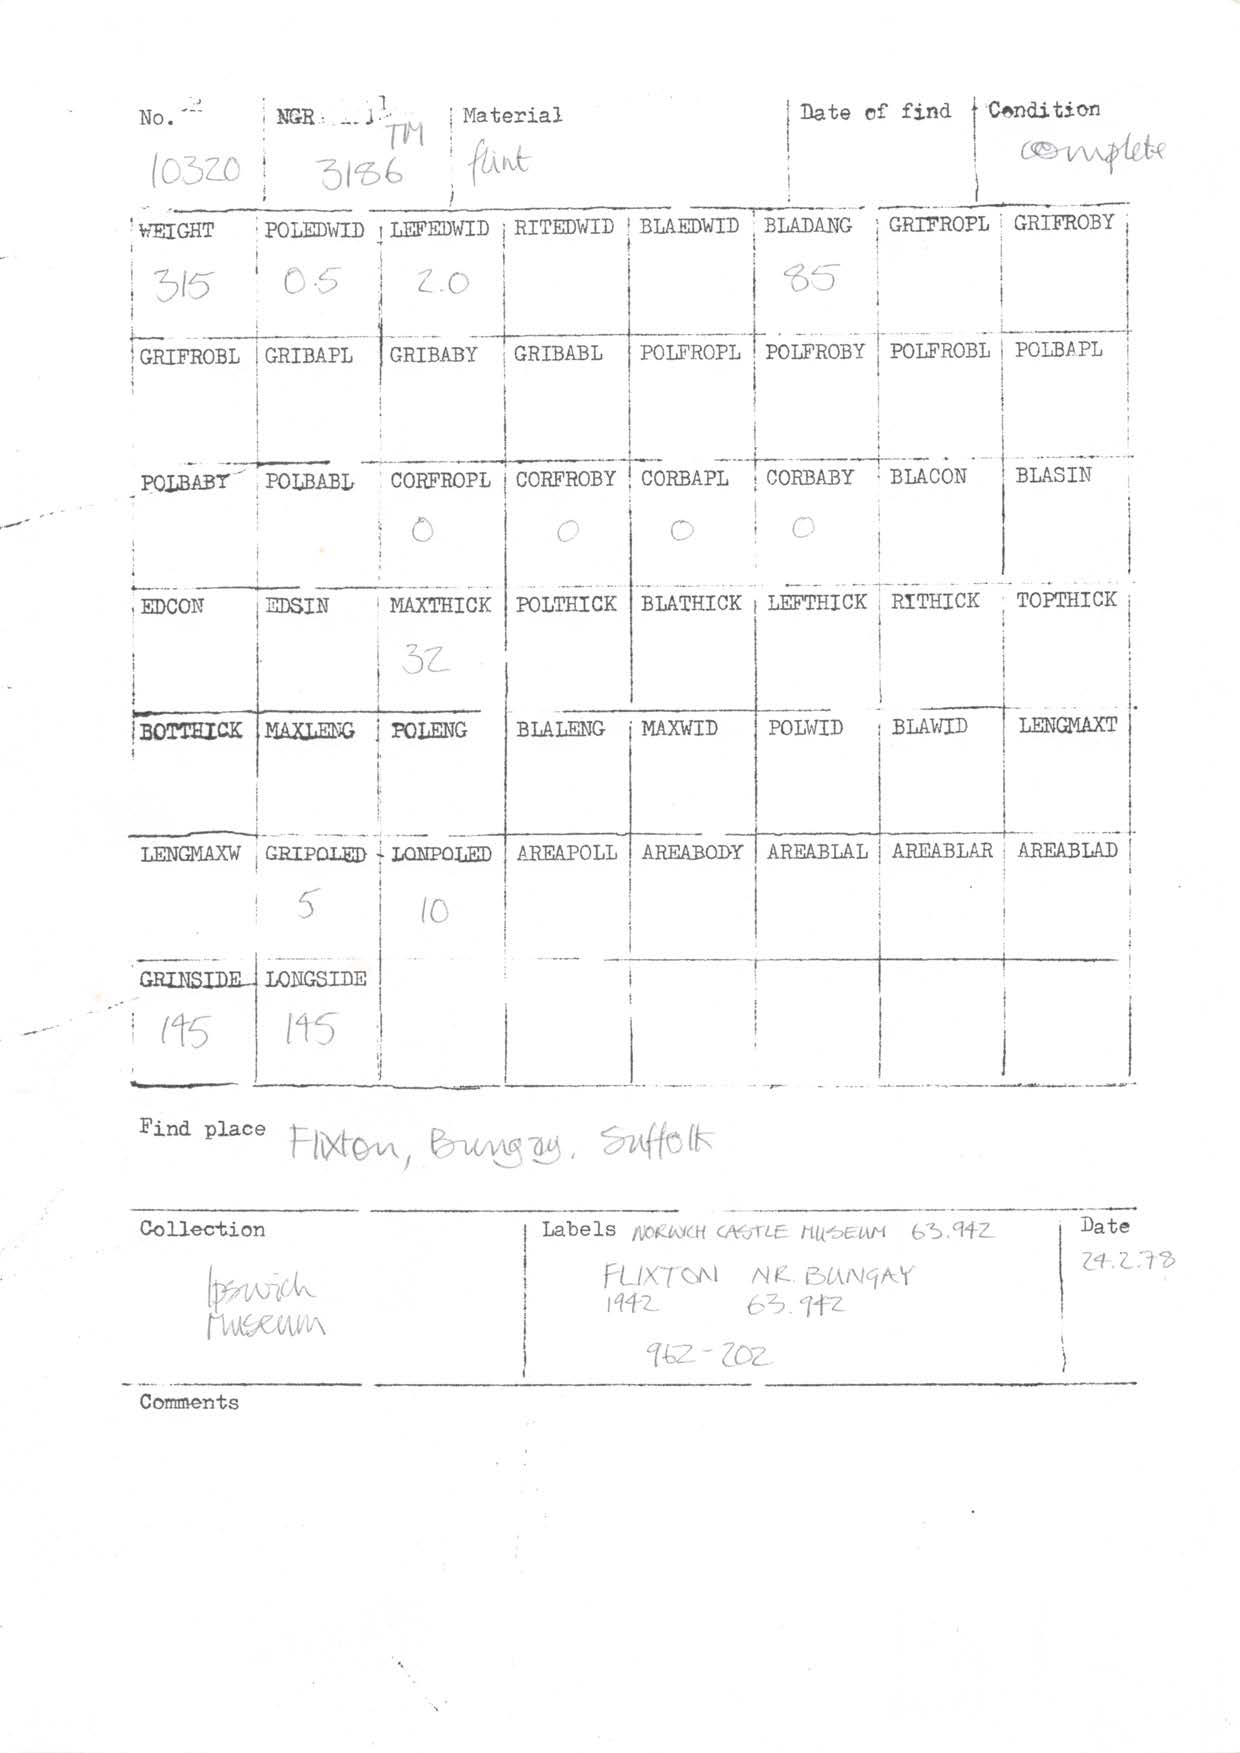 No. NGR Material Date of find Condition
10320 TM 3186 flint complete
WEIGHT POLEDWID LEFEDWID RITEDWID BLAEDWID BLADANG GRIFROPL GRIFROBY
315 0.5 2.0 85
GRIFROBL GRIBAPL GRIBABY GRIBABL POLFROPL POLFROBY POLFROBL POLBAPL
POLBABY POLBABL CORFROPL CORFROBY CORBAPL CORBABY BLACON BLASIN
0 0 0 0
EDCON EDSIN MAXTHICK POLTHICK BLATHICK LEFTHICK RITHICK TOPTHICK
32
BOTTHICK MAXLENG POLENG BLALENG MAXWID POLWID BLAWID LENGMAXT
LENGMAXW GRIPOLED LONPOLED AREAPOLL AREABODY AREABLAL AREABLAR AREABLAD
5 10
GRINSIDE LONGSIDE
145 145
Find place Flixton, Bungay, Suffolk
Collection Labels NORWICH CASTLE MUSEUM 63.942 Date
Ipswich FLIXTON NR. BUNGAY 24.2.78
Museum 1942 63.942
962-202
Comments